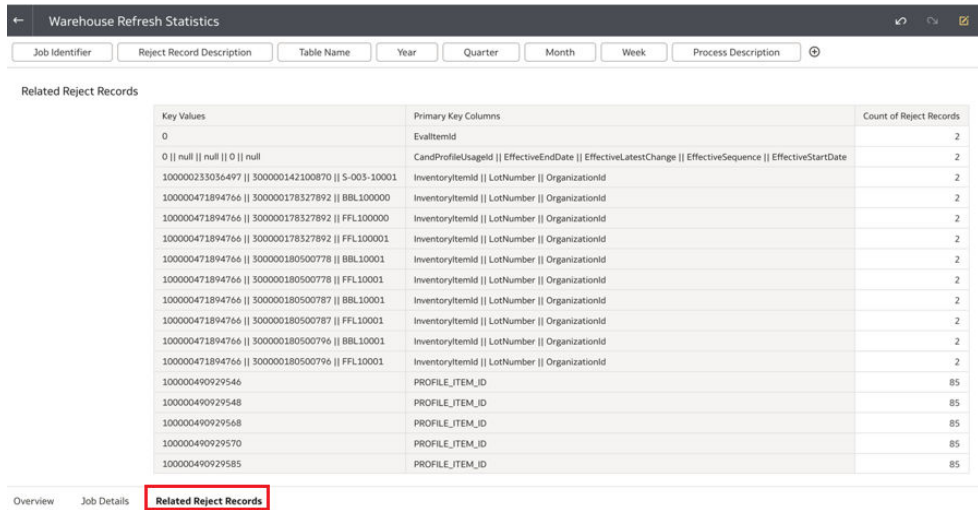 Warehouse Refresh Statistics
Job Identifier Reject Record Description Table Name Year Quarter Month Week Process Description
Related Reject Records
Key Values Primary Key Columns Count of Reject Records
0 EvalItemId 2
0 || null || null || 0 || null CandProfileUsageId || EffectiveEndDate || EffectiveLatestChange || EffectiveSequence || EffectiveStartDate 2
100000233036497 || 300000142100870 || S-003-10001 InventoryItemId || LotNumber || OrganizationId 2
100000471894766 || 300000178327892 || BBL100000 InventoryItemId || LotNumber || OrganizationId 2
100000471894766 || 300000178327892 || FFL100000 InventoryItemId || LotNumber || OrganizationId 2
100000471894766 || 300000178327892 || FFL100001 InventoryItemId || LotNumber || OrganizationId 2
100000471894766 || 300000180500778 || BBL10001 InventoryItemId || LotNumber || OrganizationId 2
100000471894766 || 300000180500778 || FFL10001 InventoryItemId || LotNumber || OrganizationId 2
100000471894766 || 300000180500787 || BBL10001 InventoryItemId || LotNumber || OrganizationId 2
100000471894766 || 300000180500787 || FFL10001 InventoryItemId || LotNumber || OrganizationId 2
100000471894766 || 300000180500796 || BBL10001 InventoryItemId || LotNumber || OrganizationId 2
100000471894766 || 300000180500796 || FFL10001 InventoryItemId || LotNumber || OrganizationId 2
100000490929546 PROFILE_ITEM_ID 85
100000490929548 PROFILE_ITEM_ID 85
100000490929568 PROFILE_ITEM_ID 85
100000490929570 PROFILE_ITEM_ID 85
100000490929585 PROFILE_ITEM_ID 85
Overview Job Details Related Reject Records